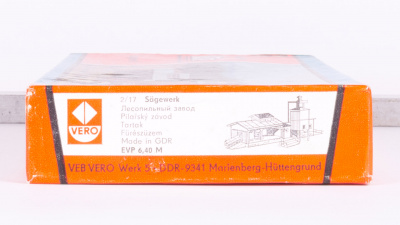 VERO
2/17 Sägewerk
Лесопильный завод
Pilařský závod
Tartak
Fürészüzem
Made in GDR
EVP 6,40 M
VEB VERO Werk 5 · DDR-9341 Marienberg-Hüttengrund